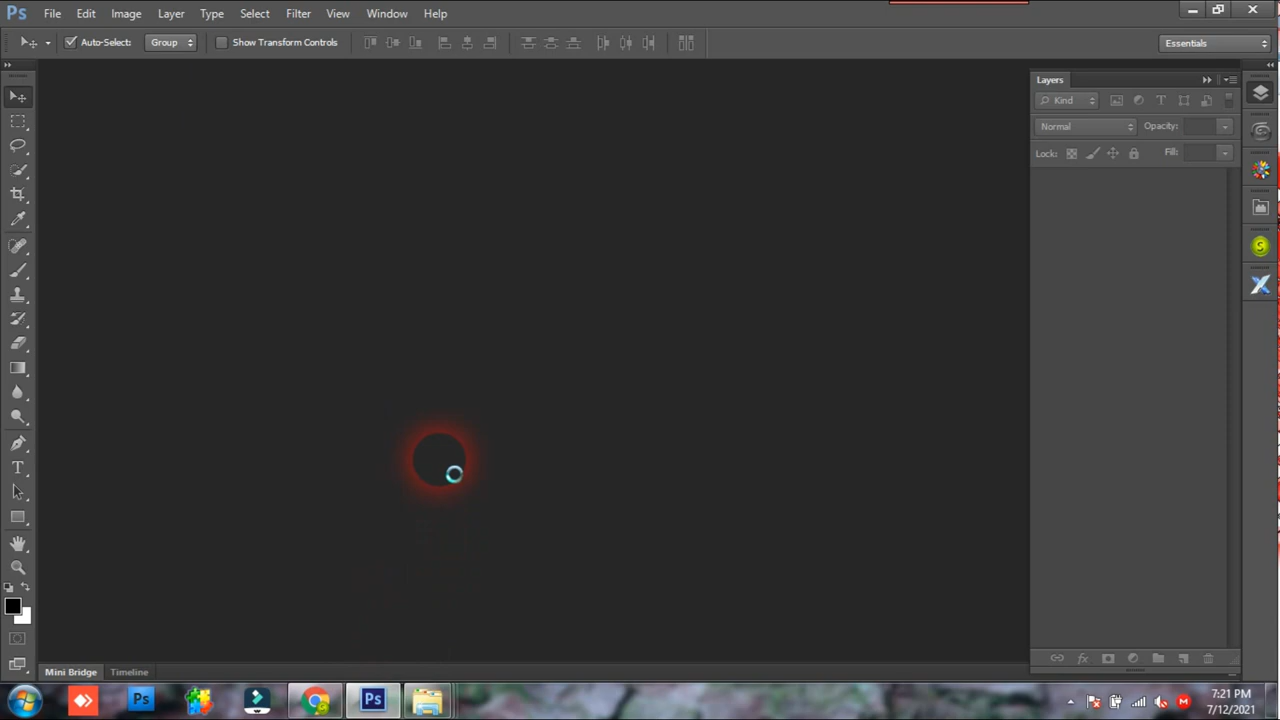 Ps File Edit Image Layer Type Select Filter View Window Help
Auto-Select: Group Show Transform Controls Essentials
Layers
Kind
Normal Opacity:
Lock: Fill:
S
T
Mini Bridge Timeline
Ps Ps M 7:21 PM
7/12/2021